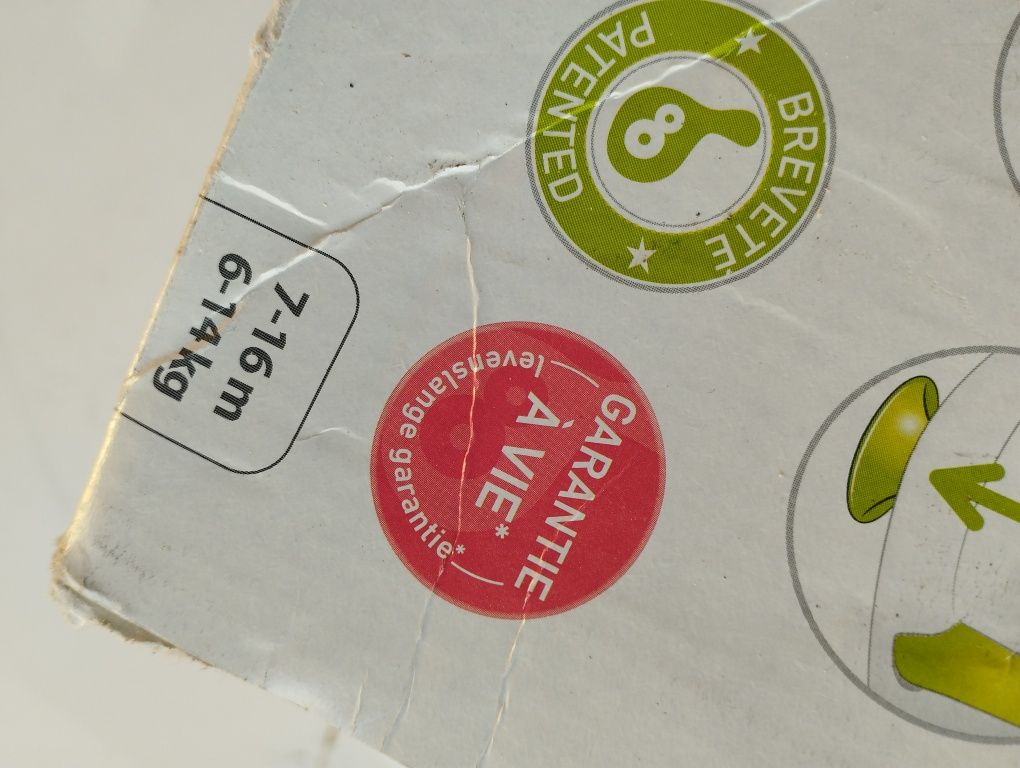 BREVETÉ
PATENTED
GARANTIE
À VIE*
levenslange garantie*
7-16 m
6-14 kg